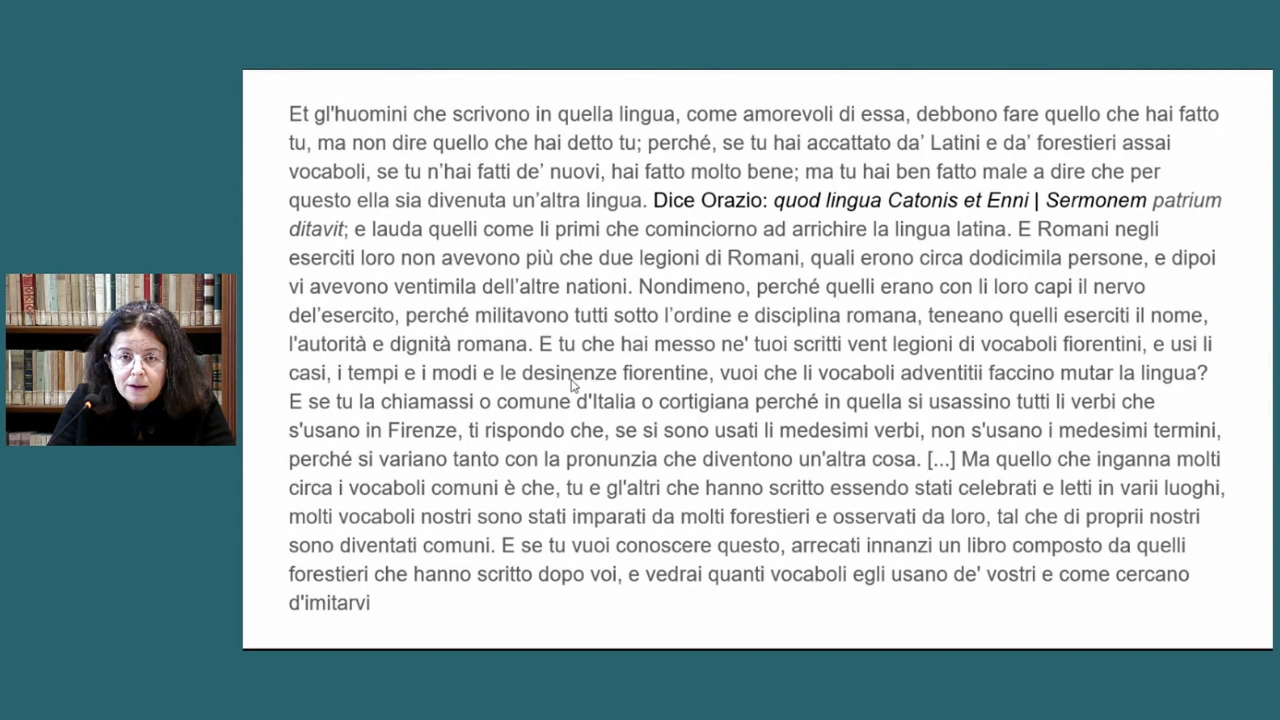 Et gl'huomini che scrivono in quella lingua, come amorevoli di essa, debbono fare quello che hai fatto
tu, ma non dire quello che hai detto tu; perché, se tu hai accattato da’ Latini e da’ forestieri assai
vocaboli, se tu n’hai fatti de’ nuovi, hai fatto molto bene; ma tu hai ben fatto male a dire che per
questo ella sia divenuta un’altra lingua. Dice Orazio: quod lingua Catonis et Enni | Sermonem patrium
ditavit; e lauda quelli come li primi che cominciorno ad arrichire la lingua latina. E Romani negli
eserciti loro non avevono più che due legioni di Romani, quali erono circa dodicimila persone, e dipoi
vi avevono ventimila dell’altre nationi. Nondimeno, perché quelli erano con li loro capi il nervo
del’esercito, perché militavono tutti sotto l’ordine e disciplina romana, teneano quelli eserciti il nome,
l'autorità e dignità romana. E tu che hai messo ne' tuoi scritti vent legioni di vocaboli fiorentini, e usi li
casi, i tempi e i modi e le desinenze fiorentine, vuoi che li vocaboli adventitii faccino mutar la lingua?
E se tu la chiamassi o comune d'Italia o cortigiana perché in quella si usassino tutti li verbi che
s'usano in Firenze, ti rispondo che, se si sono usati li medesimi verbi, non s'usano i medesimi termini,
perché si variano tanto con la pronunzia che diventono un'altra cosa. [...] Ma quello che inganna molti
circa i vocaboli comuni è che, tu e gl'altri che hanno scritto essendo stati celebrati e letti in varii luoghi,
molti vocaboli nostri sono stati imparati da molti forestieri e osservati da loro, tal che di proprii nostri
sono diventati comuni. E se tu vuoi conoscere questo, arrecati innanzi un libro composto da quelli
forestieri che hanno scritto dopo voi, e vedrai quanti vocaboli egli usano de' vostri e come cercano
d'imitarvi